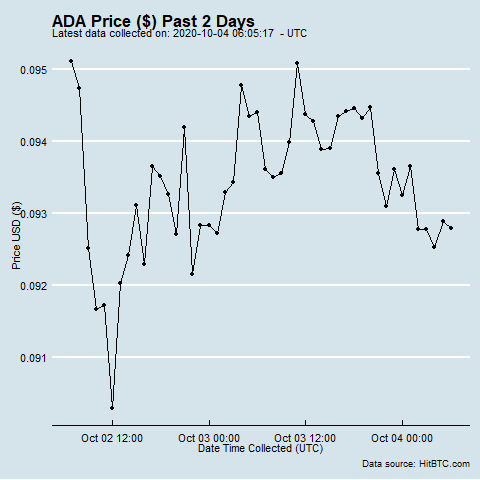 ADA Price ($) Past 2 Days
Latest data collected on: 2020-10-04 06:05:17  - UTC
0.095
0.094
0.093
0.092
0.091
Price USD ($)
Oct 02 12:00 Oct 03 00:00 Oct 03 12:00 Oct 04 00:00
Date Time Collected (UTC)
Data source: HitBTC.com